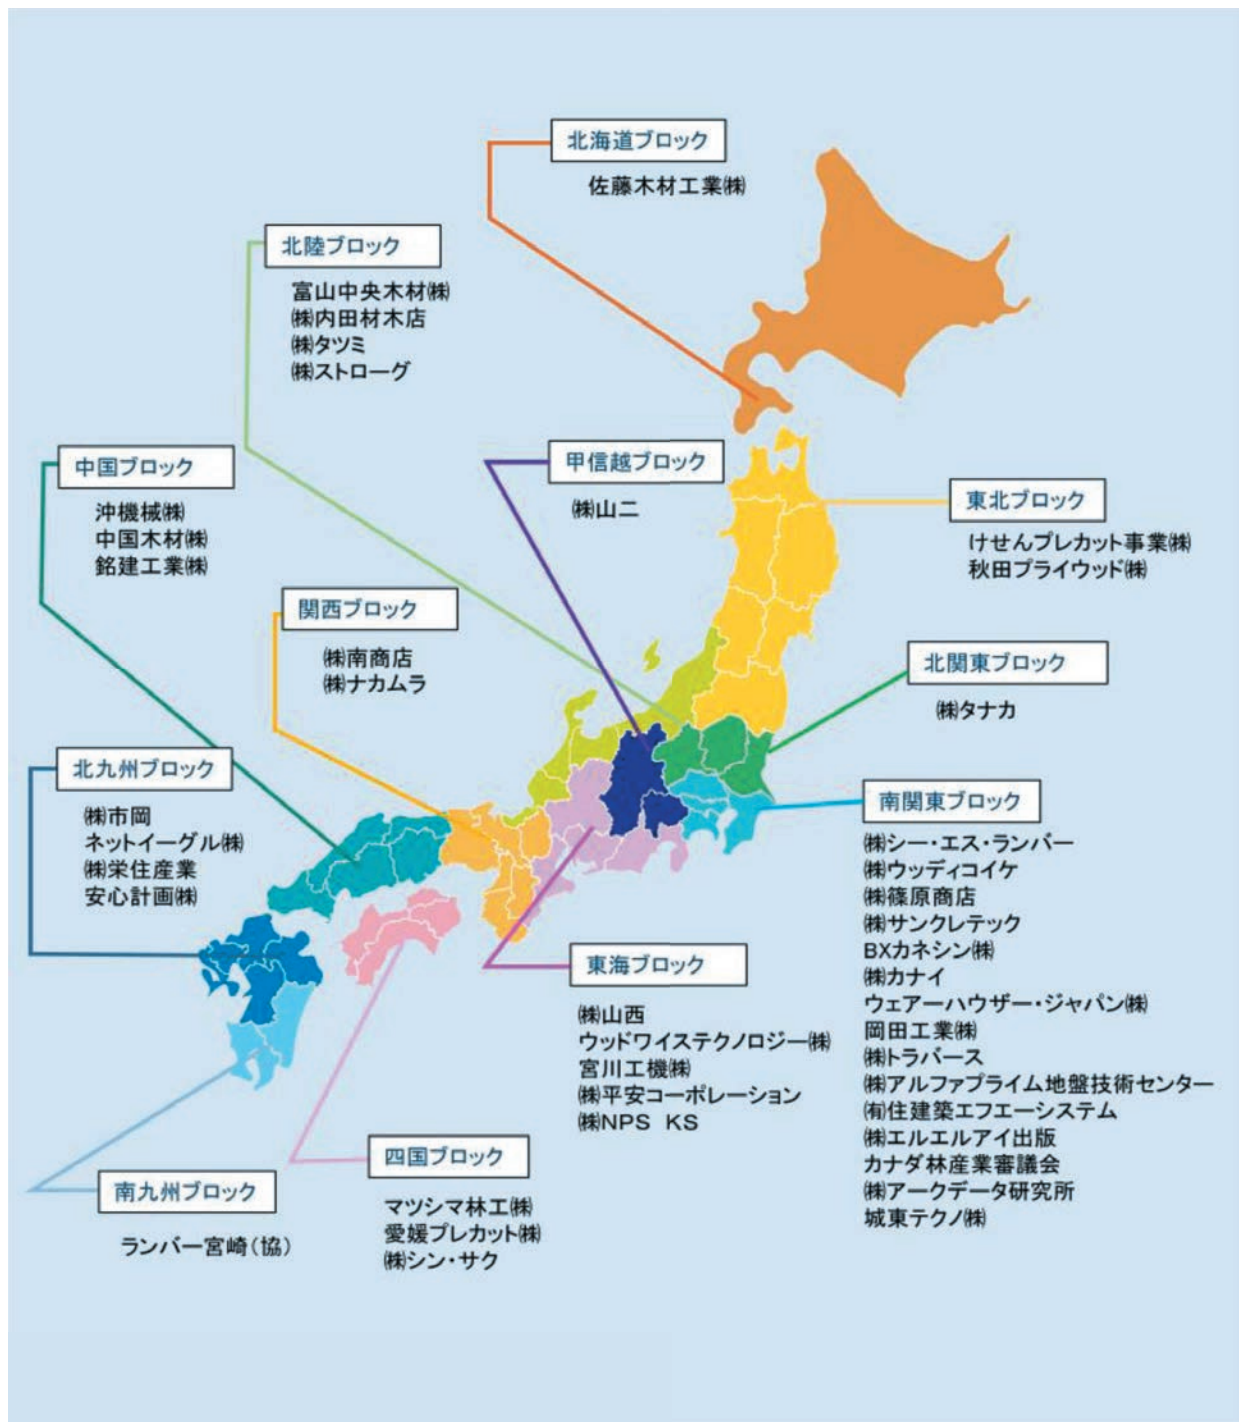 北海道ブロック
佐藤木材工業㈱
北陸ブロック
富山中央木材㈱
㈱内田材木店
㈱タツミ
㈱ストローグ
中国ブロック
沖機械㈱
中国木材㈱
銘建工業㈱
甲信越ブロック
㈱山二
東北ブロック
けせんプレカット事業㈱
秋田プライウッド㈱
関西ブロック
㈱南商店
㈱ナカムラ
北関東ブロック
㈱タナカ
北九州ブロック
㈱市岡
ネットイーグル㈱
㈱栄住産業
安心計画㈱
南関東ブロック
㈱シー・エス・ランバー
㈱ウッディコイケ
㈱篠原商店
㈱サンクレテック
BXカネシン㈱
㈱カナイ
ウェアーハウザー・ジャパン㈱
岡田工業㈱
㈱トラバース
㈱アルファプライム地盤技術センター
㈲住建築エフエーシステム
㈱エルエルアイ出版
カナダ林産業審議会
㈱アークデータ研究所
城東テクノ㈱
東海ブロック
㈱山西
ウッドワイステクノロジー㈱
宮川工機㈱
㈱平安コーポレーション
㈱NPS KS
四国ブロック
マツシマ林工㈱
愛媛プレカット㈱
㈱シン・サク
南九州ブロック
ランバー宮崎（協）